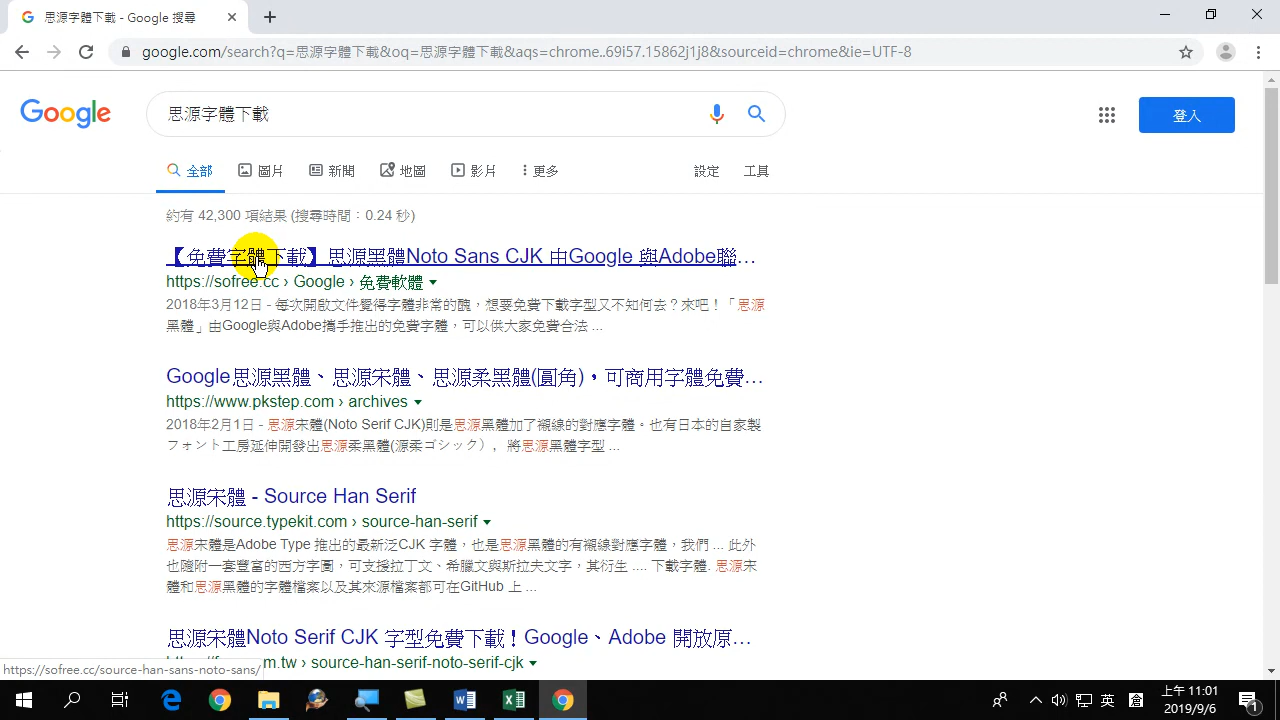 思源字體下載 - Google 搜尋
google.com/search?q=思源字體下載&oq=思源字體下載&aqs=chrome..69i57.15862j1j8&sourceid=chrome&ie=UTF-8
Google
思源字體下載
登入
全部 圖片 新聞 地圖 影片 更多 設定 工具
約有 42,300 項結果 (搜尋時間：0.24 秒)
【免費字體下載】思源黑體Noto Sans CJK 由Google 與Adobe聯...
https://sofree.cc › Google › 免費軟體
2018年3月12日 - 每次開啟文件覺得字體非常的醜，想要免費下載字型又不知何去？來吧！「思源
黑體」由Google與Adobe攜手推出的免費字體，可以供大家免費合法 ...
Google思源黑體、思源宋體、思源柔黑體(圓角)，可商用字體免費...
https://www.pkstep.com › archives
2018年2月1日 - 思源宋體(Noto Serif CJK)則是思源黑體加了襯線的對應字體。也有日本的自家製
フォント工房延伸開發出思源柔黑體(源柔ゴシック），將思源黑體字型 ...
思源宋體 - Source Han Serif
https://source.typekit.com › source-han-serif
思源宋體是Adobe Type 推出的最新泛CJK 字體，也是思源黑體的有襯線對應字體，我們 ... 此外
也隨附一套豐富的西方字圖，可支援拉丁文、希臘文與斯拉夫文字，其衍生 .... 下載字體. 思源宋
體和思源黑體的字體檔案以及其來源檔案都可在GitHub 上 ...
思源宋體Noto Serif CJK 字型免費下載！Google、Adobe 開放原...
m.tw › source-han-serif-noto-serif-cjk
https://sofree.cc/source-han-sans-noto-sans/
英 倉 上午 11:01
2019/9/6
1